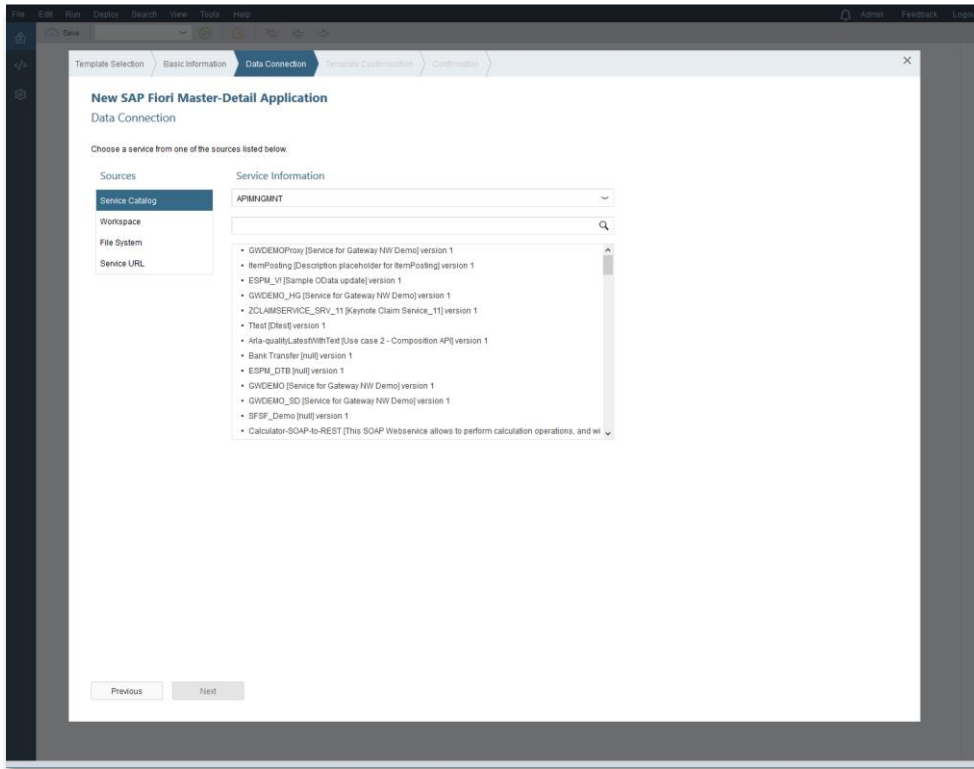 File Edit Run Deploy Search View Tools Help Admin Feedback Login
Save
Template Selection Basic Information Data Connection Template Customization Confirmation
New SAP Fiori Master-Detail Application
Data Connection
Choose a service from one of the sources listed below.
Sources
Service Catalog
Workspace
File System
Service URL
Service Information
APIMNGMNT
• GWDEMOProxy [Service for Gateway NW Demo] version 1
• ItemPosting [Description placeholder for ItemPosting] version 1
• ESPM_V! [Sample OData update] version 1
• GWDEMO_HG [Service for Gateway NW Demo] version 1
• ZCLAIMSERVICE_SRV_11 [Keynote Claim Service_11] version 1
• Ttest [Dtest] version 1
• Arla-qualityLatestWithText [Use case 2 - Composition API] version 1
• Bank Transfer [null] version 1
• ESPM_DTB [null] version 1
• GWDEMO [Service for Gateway NW Demo] version 1
• GWDEMO_SD [Service for Gateway NW Demo] version 1
• SFSF_Demo [null] version 1
• Calculator-SOAP-to-REST [This SOAP Webservice allows to perform calculation operations, and wi
Previous Next